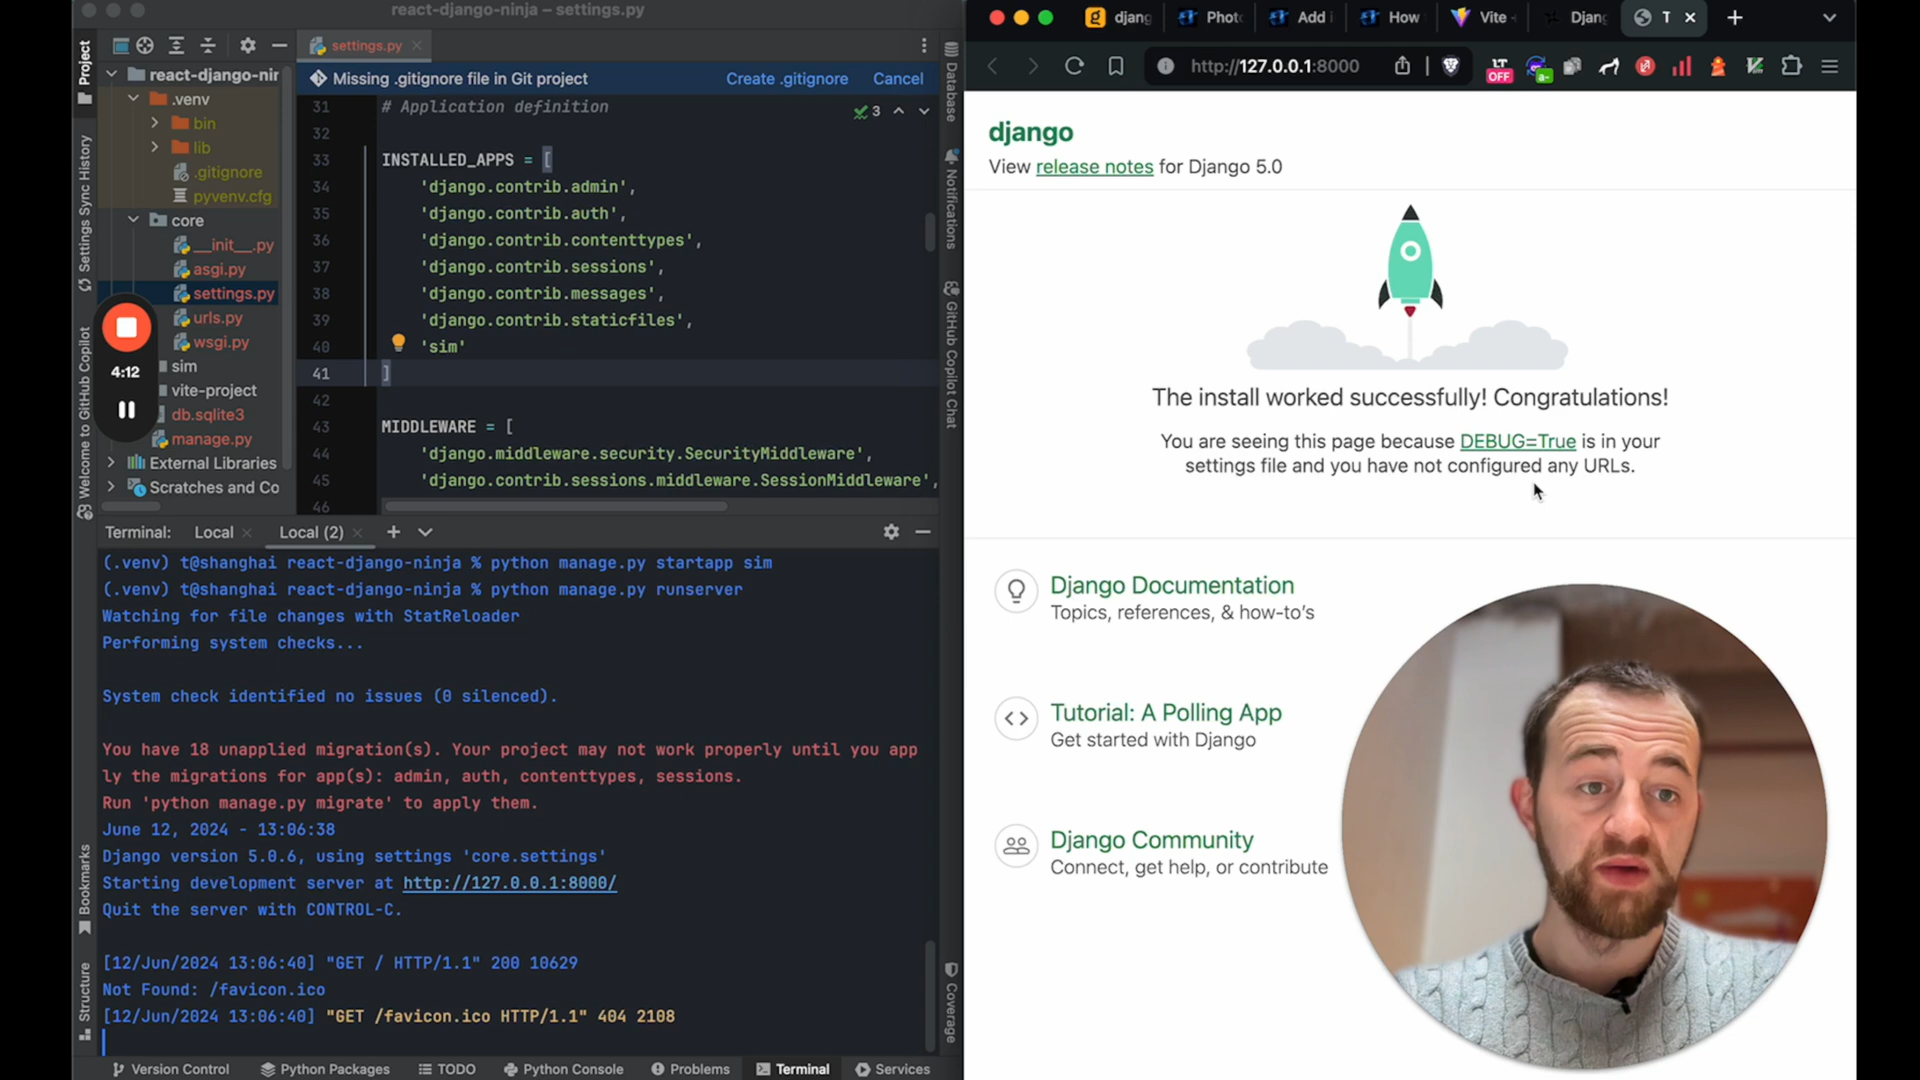 react-django-ninja – settings.py
Project
Settings Sync History
Welcome to GitHub Copilot
Bookmarks
Structure
react-django-nin
.venv
bin
lib
.gitignore
pyvenv.cfg
core
__init__.py
asgi.py
settings.py
urls.py
wsgi.py
sim
vite-project
db.sqlite3
manage.py
External Libraries
Scratches and Co
4:12
settings.py
Missing .gitignore file in Git project
Create .gitignore
Cancel
3
31 # Application definition
32
33 INSTALLED_APPS = [
34 'django.contrib.admin',
35 'django.contrib.auth',
36 'django.contrib.contenttypes',
37 'django.contrib.sessions',
38 'django.contrib.messages',
39 'django.contrib.staticfiles',
40 'sim'
41 ]
42
43 MIDDLEWARE = [
44 'django.middleware.security.SecurityMiddleware',
45 'django.contrib.sessions.middleware.SessionMiddleware',
46
Database
Notifications
GitHub Copilot Chat
Coverage
Terminal: Local Local (2)
(.venv) t@shanghai react-django-ninja % python manage.py startapp sim
(.venv) t@shanghai react-django-ninja % python manage.py runserver
Watching for file changes with StatReloader
Performing system checks...
System check identified no issues (0 silenced).
You have 18 unapplied migration(s). Your project may not work properly until you app
ly the migrations for app(s): admin, auth, contenttypes, sessions.
Run 'python manage.py migrate' to apply them.
June 12, 2024 - 13:06:38
Django version 5.0.6, using settings 'core.settings'
Starting development server at http://127.0.0.1:8000/
Quit the server with CONTROL-C.
[12/Jun/2024 13:06:40] "GET / HTTP/1.1" 200 10629
Not Found: /favicon.ico
[12/Jun/2024 13:06:40] "GET /favicon.ico HTTP/1.1" 404 2108
Version Control Python Packages TODO Python Console Problems Terminal Services
djang Phot Add i How Vite Djan T
http://127.0.0.1:8000
LT
OFF
a-
django
View release notes for Django 5.0
The install worked successfully! Congratulations!
You are seeing this page because DEBUG=True is in your
settings file and you have not configured any URLs.
Django Documentation
Topics, references, & how-to's
Tutorial: A Polling App
Get started with Django
Django Community
Connect, get help, or contribute